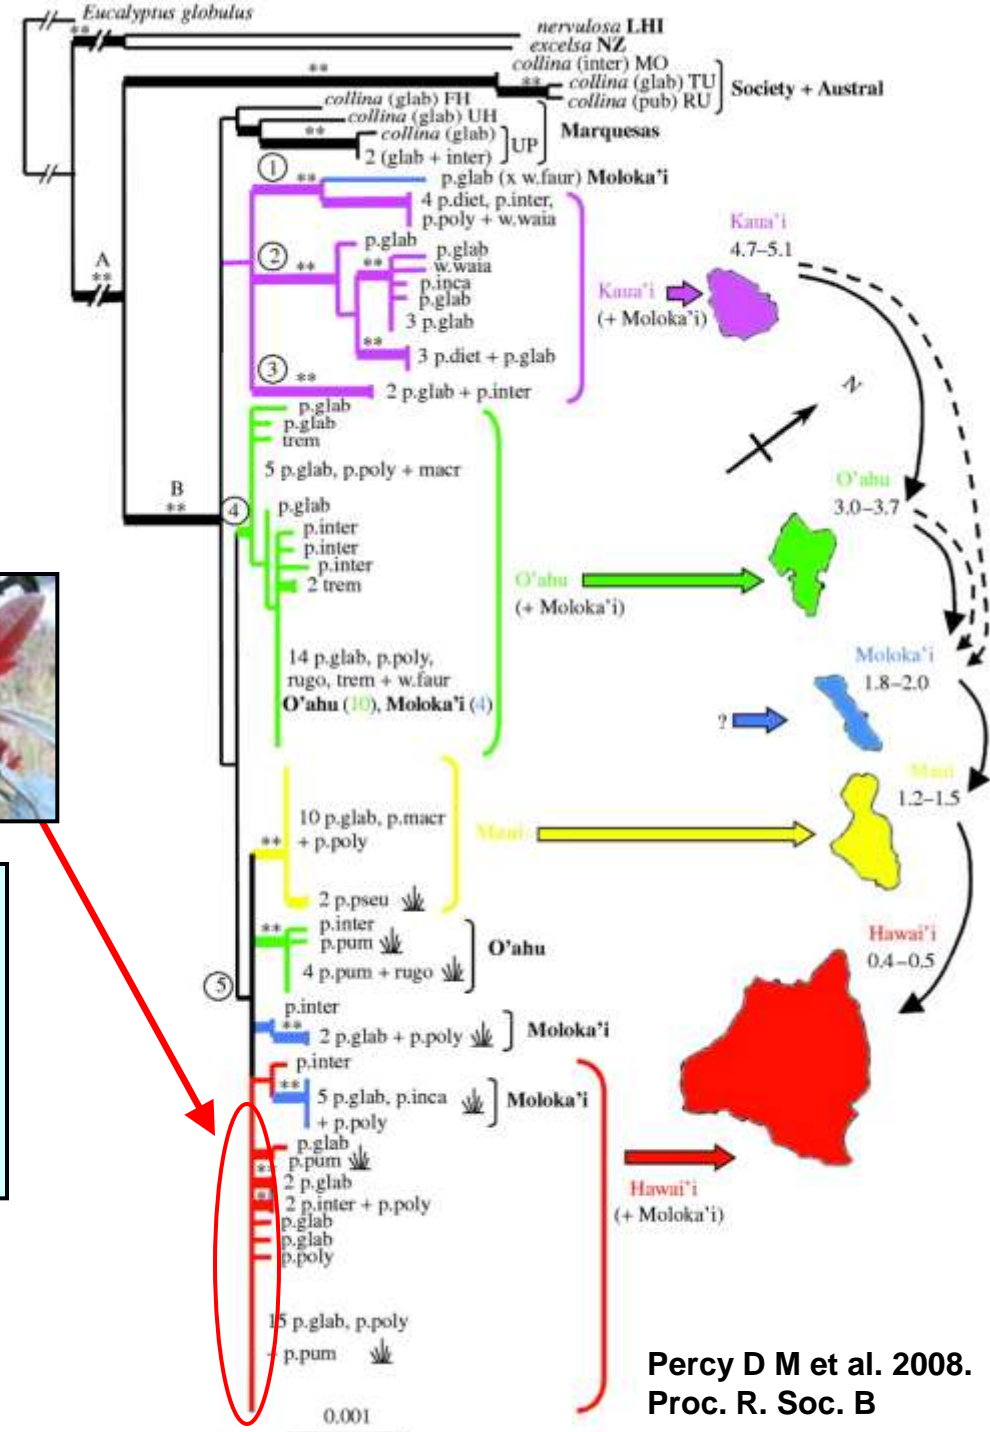 Eucalyptus globulus
**
nervulosa LHI
excelsa NZ
collina (inter) MO
**
**
collina (glab) TU
collina (pub) RU
Society + Austral
collina (glab) FH
collina (glab) UH
**
collina (glab)
2 (glab + inter)
UP
Marquesas
1
**
p.glab (x w.faur) Moloka'i
4 p.diet, p.inter,
p.poly + w.waia
A
**
2
**
p.glab
**
p.glab
w.waia
p.inca
p.glab
3 p.glab
**
3 p.diet + p.glab
3
**
2 p.glab + p.inter
Kaua'i
(+ Moloka'i)
Kaua'i
4.7–5.1
N
p.glab
p.glab
trem
5 p.glab, p.poly + macr
B
**
4
p.glab
p.inter
p.inter
p.inter
2 trem
14 p.glab, p.poly,
rugo, trem + w.faur
O'ahu (10), Moloka'i (4)
O'ahu
(+ Moloka'i)
O'ahu
3.0–3.7
Moloka'i
1.8–2.0
?
Maui
1.2–1.5
**
10 p.glab, p.macr
+ p.poly
2 p.pseu
Maui
**
p.inter
p.pum
4 p.pum + rugo
O'ahu
Hawai'i
0.4–0.5
5
p.inter
**
2 p.glab + p.poly
Moloka'i
p.inter
**
5 p.glab, p.inca
+ p.poly
Moloka'i
p.glab
p.pum
**
2 p.glab
**
2 p.inter + p.poly
p.glab
p.glab
p.poly
15 p.glab, p.poly
+ p.pum
Hawai'i
(+ Moloka'i)
0.001
Percy D M et al. 2008.
Proc. R. Soc. B